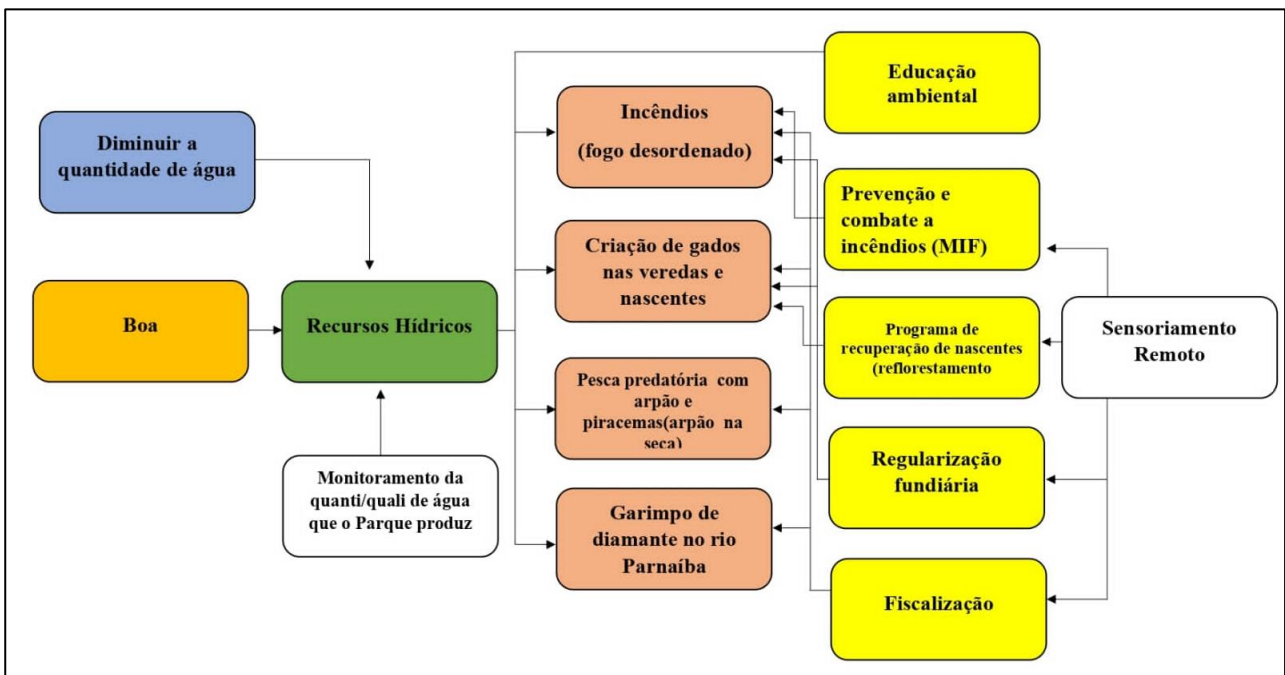 Diminuir a
quantidade de água
Boa
Recursos Hídricos
Monitoramento da
quanti/quali de água
que o Parque produz
Incêndios
(fogo desordenado)
Criação de gados
nas veredas e
nascentes
Pesca predatória com
arpão e
piracemas(arpão na
seca)
Garimpo de
diamante no rio
Parnaíba
Educação
ambiental
Prevenção e
combate a
incêndios (MIF)
Programa de
recuperação de nascentes
(reflorestamento
Regularização
fundiária
Fiscalização
Sensoriamento
Remoto